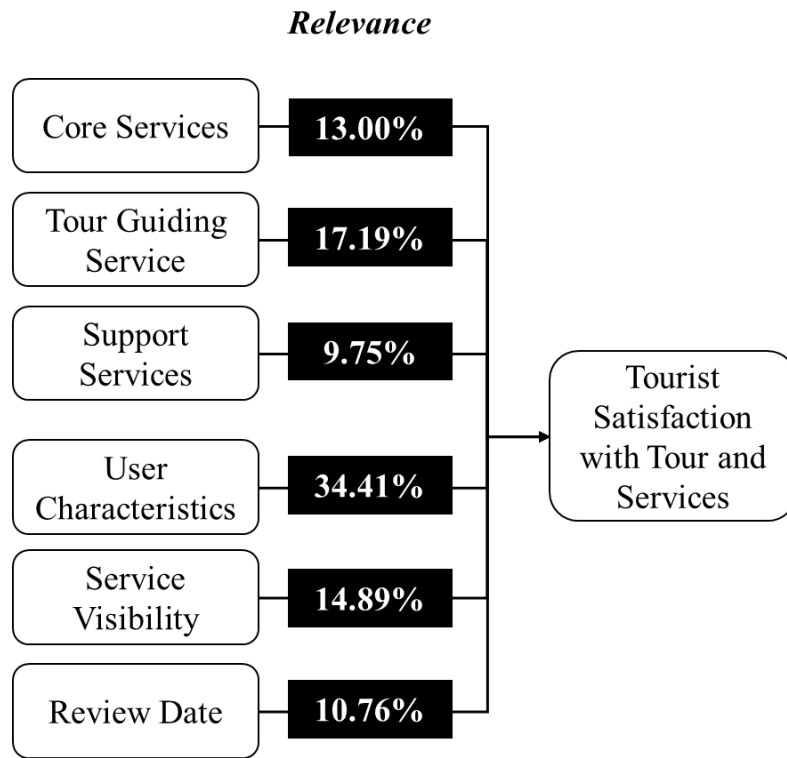 Relevance
Core Services
13.00%
Tour Guiding
Service
17.19%
Support
Services
9.75%
User
Characteristics
34.41%
Service
Visibility
14.89%
Review Date
10.76%
Tourist
Satisfaction
with Tour and
Services